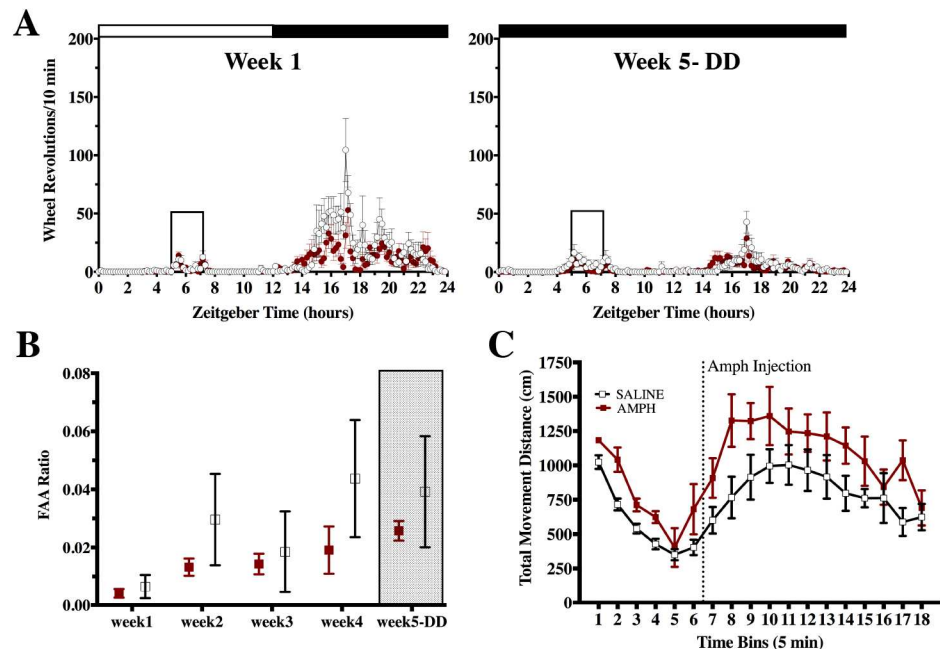 A
Week 1
Week 5- DD
Wheel Revolutions/10 min
200
150
100
50
0
0 2 4 6 8 10 12 14 16 18 20 22 24
Zeitgeber Time (hours)
200
150
100
50
0
0 2 4 6 8 10 12 14 16 18 20 22 24
Zeitgeber Time (hours)
B
FAA Ratio
0.08
0.06
0.04
0.02
0.00
week1 week2 week3 week4 week5-DD
C
Amph Injection
SALINE
AMPH
Total Movement Distance (cm)
1750
1500
1250
1000
750
500
250
0
1 2 3 4 5 6 7 8 9 10 11 12 13 14 15 16 17 18
Time Bins (5 min)